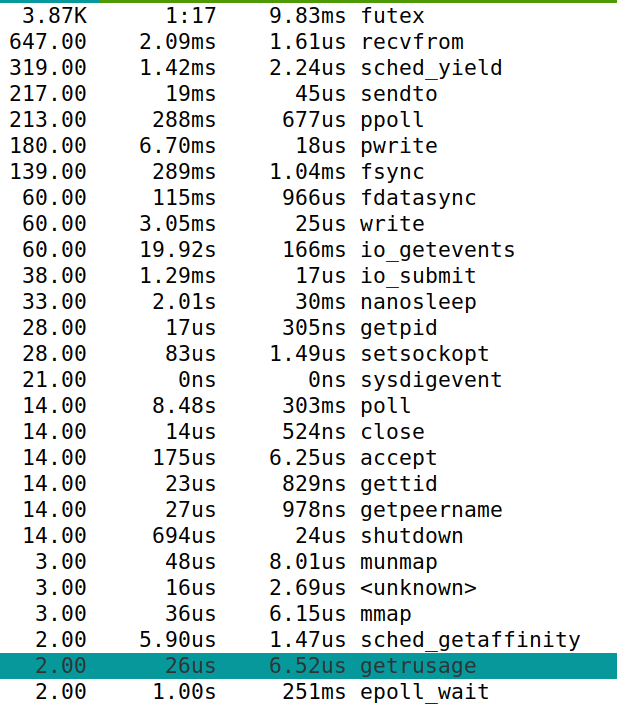 3.87K 1:17 9.83ms futex
647.00 2.09ms 1.61us recvfrom
319.00 1.42ms 2.24us sched_yield
217.00 19ms 45us sendto
213.00 288ms 677us ppoll
180.00 6.70ms 18us pwrite
139.00 289ms 1.04ms fsync
60.00 115ms 966us fdatasync
60.00 3.05ms 25us write
60.00 19.92s 166ms io_getevents
38.00 1.29ms 17us io_submit
33.00 2.01s 30ms nanosleep
28.00 17us 305ns getpid
28.00 83us 1.49us setsockopt
21.00 0ns 0ns sysdigevent
14.00 8.48s 303ms poll
14.00 14us 524ns close
14.00 175us 6.25us accept
14.00 23us 829ns gettid
14.00 27us 978ns getpeername
14.00 694us 24us shutdown
3.00 48us 8.01us munmap
3.00 16us 2.69us <unknown>
3.00 36us 6.15us mmap
2.00 5.90us 1.47us sched_getaffinity
2.00 26us 6.52us getrusage
2.00 1.00s 251ms epoll_wait